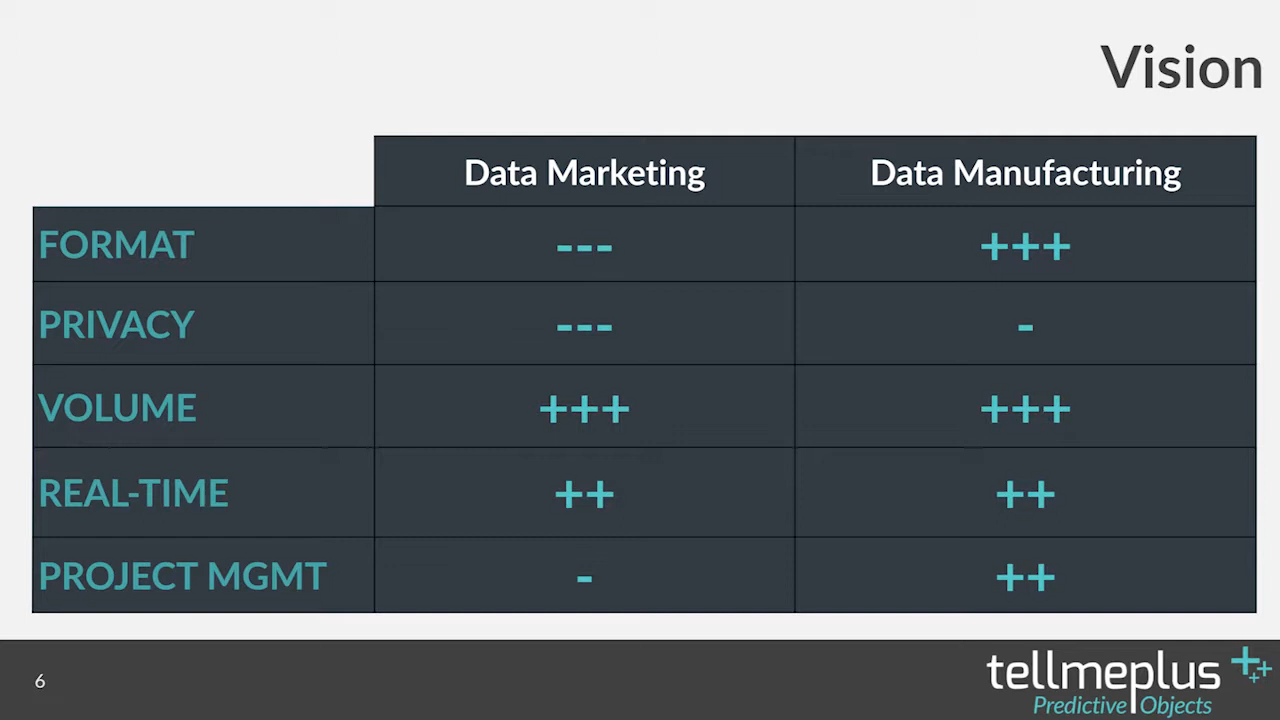 Vision
Data Marketing Data Manufacturing
FORMAT --- +++
PRIVACY --- -
VOLUME +++ +++
REAL-TIME ++ ++
PROJECT MGMT - ++
6
tellmeplus
Predictive Objects